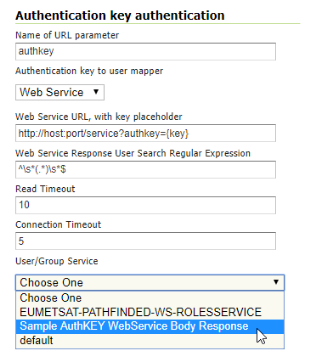 Authentication key authentication
Name of URL parameter
authkey
Authentication key to user mapper
Web Service
Web Service URL, with key placeholder
http://host:port/service?authkey={key}
Web Service Response User Search Regular Expression
^\s*(.*)\s*$
Read Timeout
10
Connection Timeout
5
User/Group Service
Choose One
Choose One
EUMETSAT-PATHFINDED-WS-ROLESSERVICE
Sample AuthKEY WebService Body Response
default